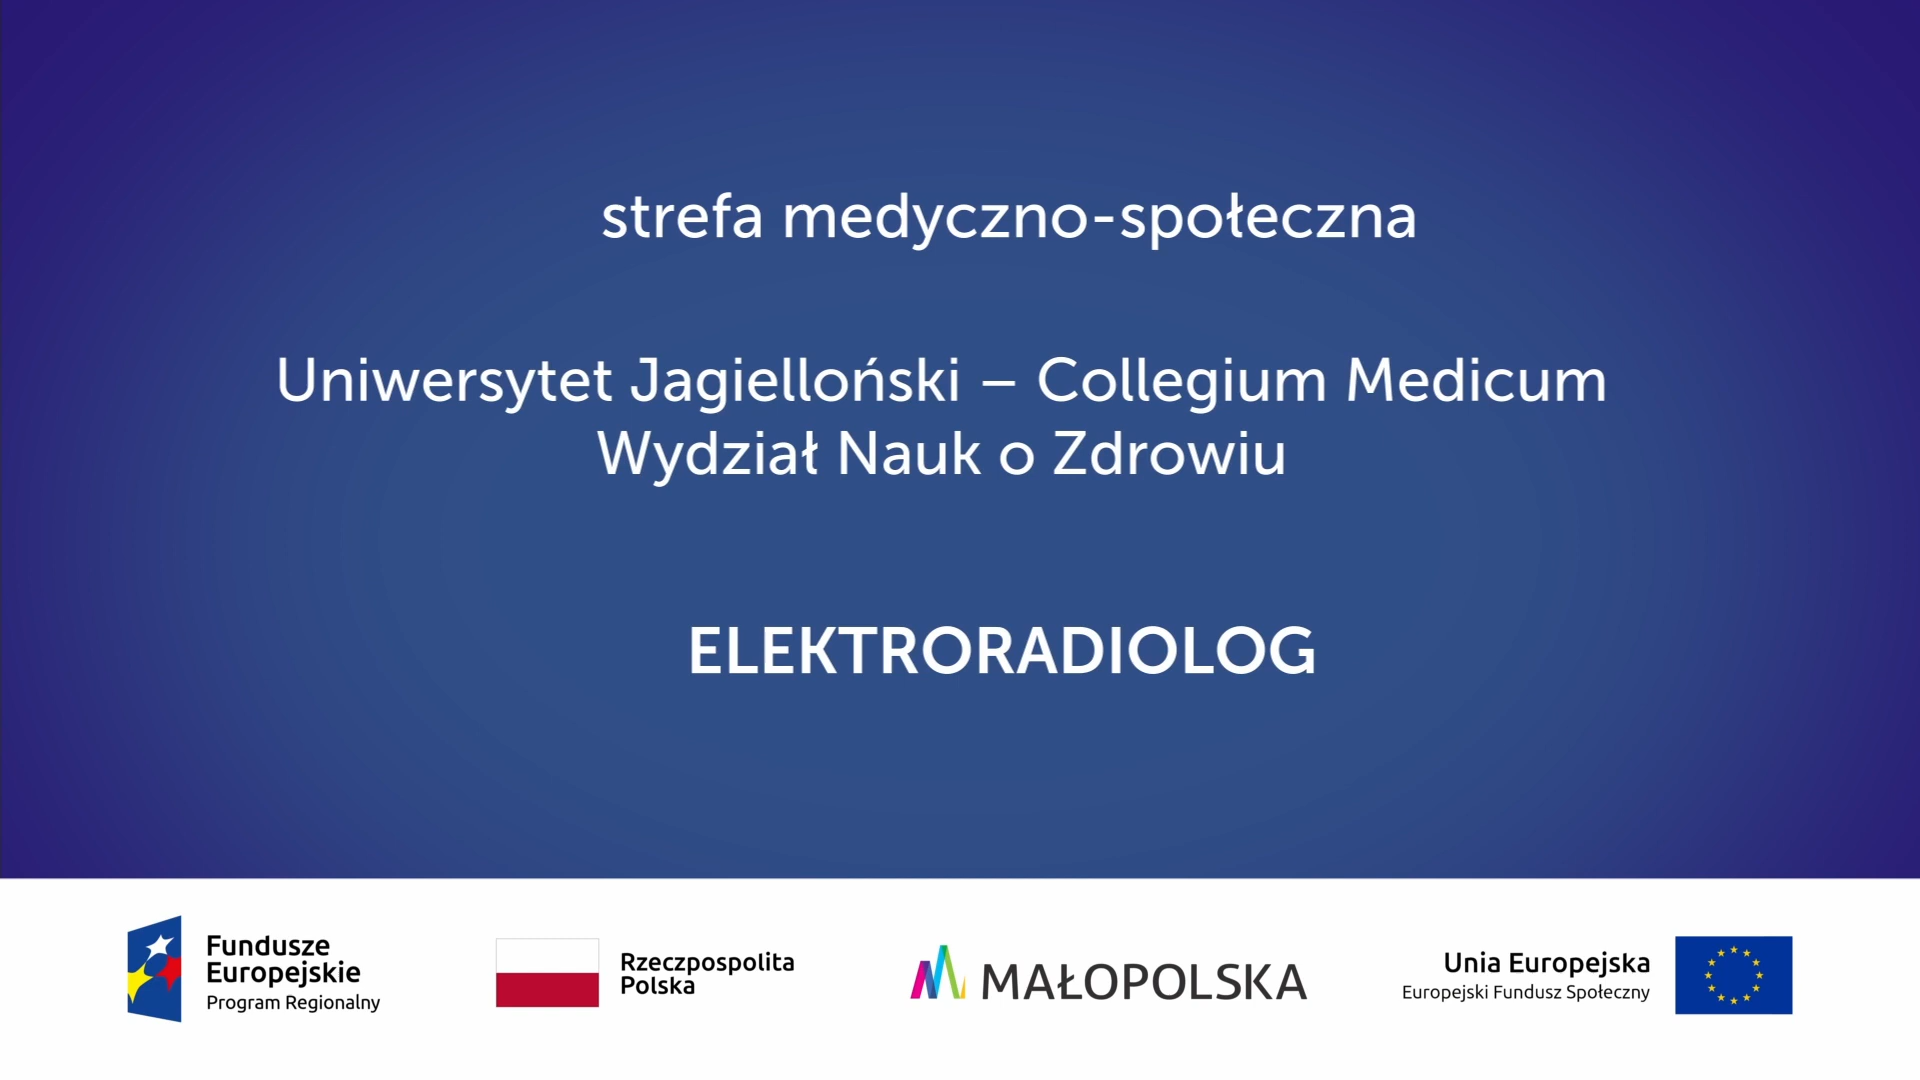 strefa medyczno-społeczna
Uniwersytet Jagielloński – Collegium Medicum
Wydział Nauk o Zdrowiu
ELEKTRORADIOLOG
Fundusze
Europejskie
Program Regionalny
Rzeczpospolita
Polska
MAŁOPOLSKA
Unia Europejska
Europejski Fundusz Społeczny